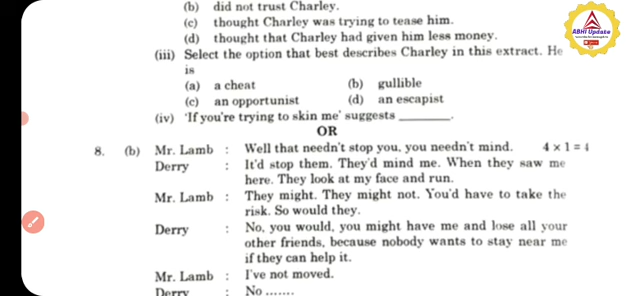 (b) did not trust Charley.
(c) thought Charley was trying to tease him.
(d) thought that Charley had given him less money.
ABHI Update
(iii) Select the option that best describes Charley in this extract. He
is
(a) a cheat (b) gullible
(c) an opportunist (d) an escapist
(iv) 'If you're trying to skin me' suggests ________.
OR
8. (b) Mr. Lamb : Well that needn't stop you, you needn't mind. 4 × 1 = 4
Derry : It'd stop them. They'd mind me. When they saw me
here. They look at my face and run.
Mr. Lamb : They might. They might not. You'd have to take the
risk. So would they.
Derry : No, you would, you might have me and lose all your
other friends, because nobody wants to stay near me
if they can help it.
Mr. Lamb : I've not moved.
Derry : No .......